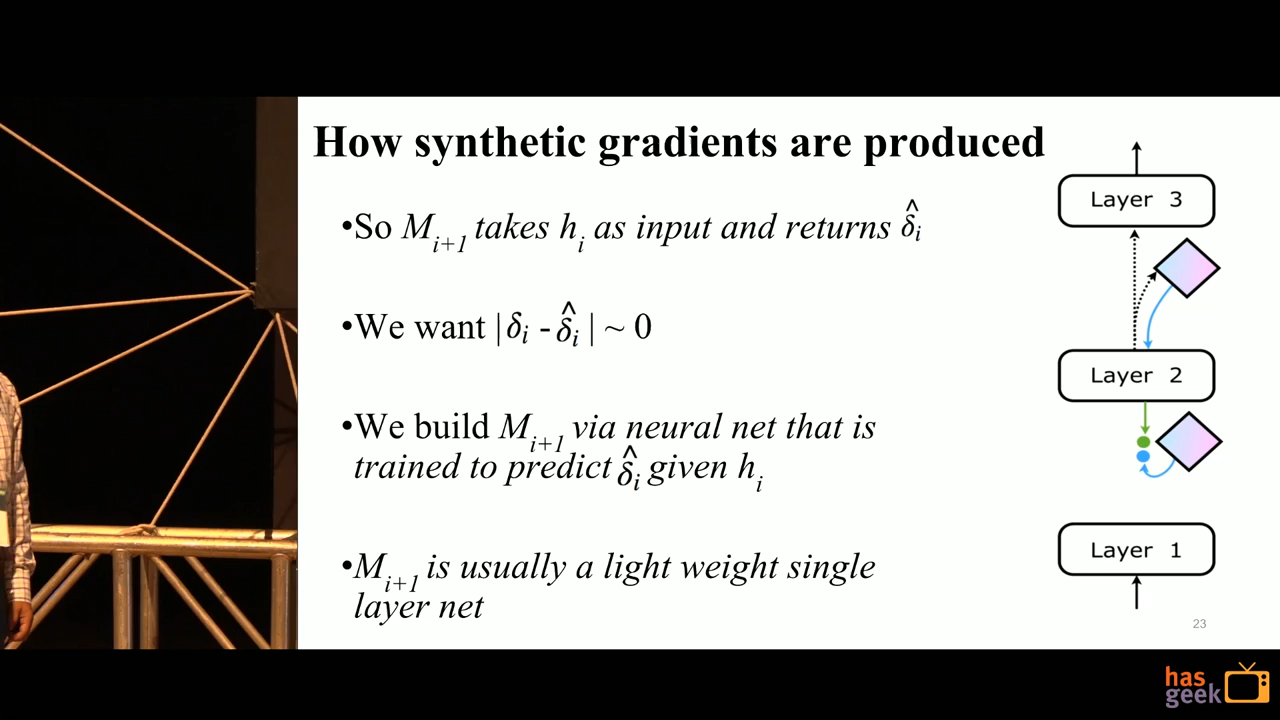 How synthetic gradients are produced
•So M_{i+1} takes h_i as input and returns δ̂_i
•We want |δ_i - δ̂_i| ~ 0
•We build M_{i+1} via neural net that is
trained to predict δ̂_i given h_i
•M_{i+1} is usually a light weight single
layer net
Layer 3
Layer 2
Layer 1
23
has
geek